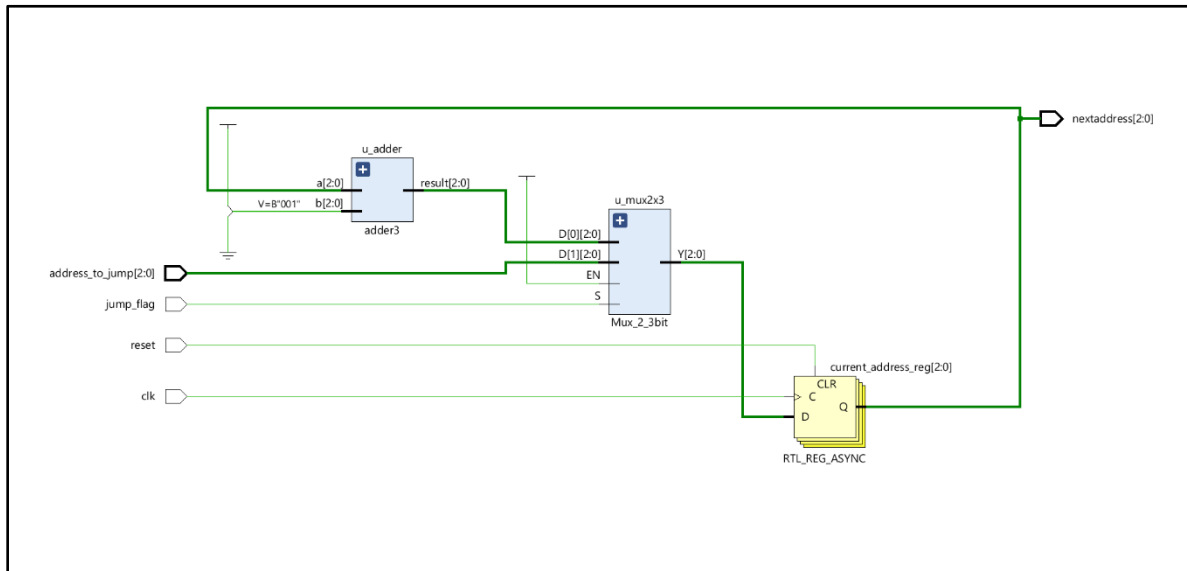 nextaddress[2:0]
u_adder
a[2:0]
result[2:0]
V=B"001"
b[2:0]
adder3
u_mux2x3
D[0][2:0]
D[1][2:0]
Y[2:0]
EN
S
Mux_2_3bit
address_to_jump[2:0]
jump_flag
reset
clk
current_address_reg[2:0]
CLR
C
D
Q
RTL_REG_ASYNC